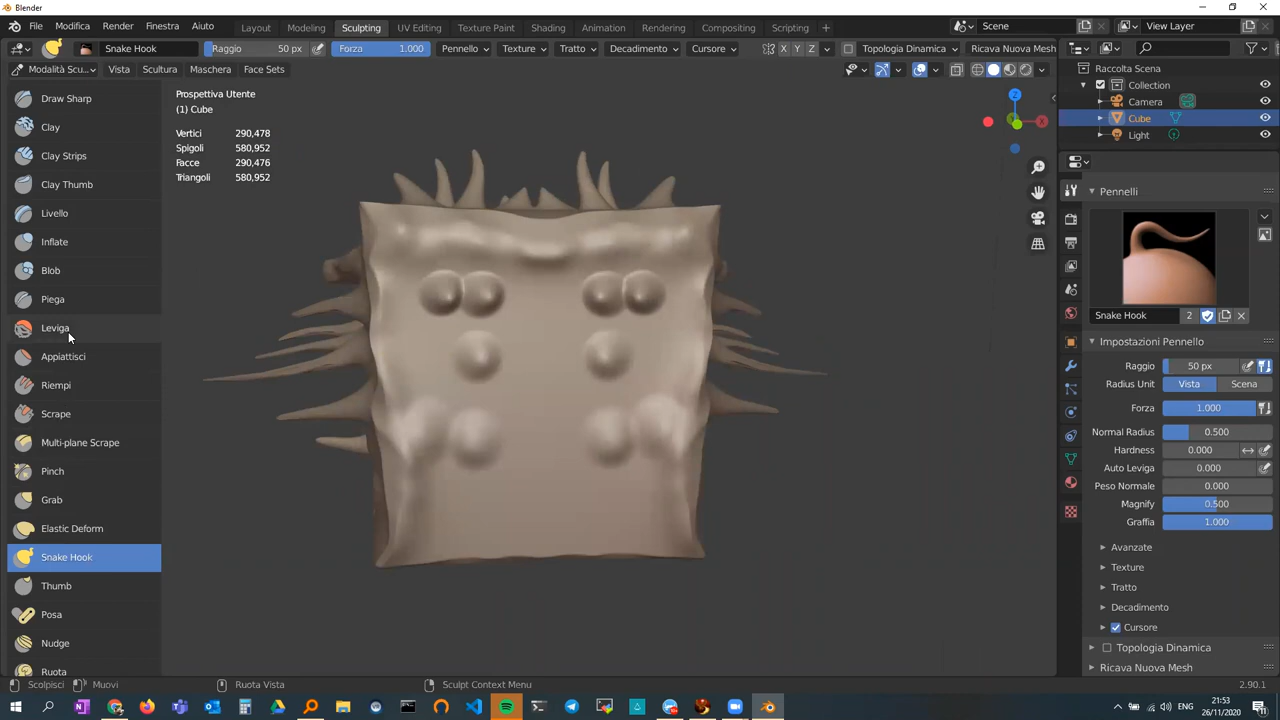 Blender
File Modifica Render Finestra Aiuto Layout Modeling Sculpting UV Editing Texture Paint Shading Animation Rendering Compositing Scripting + Scene View Layer
Snake Hook Raggio 50 px Forza 1.000 Pennello Texture Tratto Decadimento Cursore X Y Z Topologia Dinamica Ricava Nuova Mesh
Modalità Scu... Vista Scultura Maschera Face Sets
Raccolta Scena
Collection
Camera
Cube
Light
Draw Sharp
Clay
Clay Strips
Clay Thumb
Livello
Inflate
Blob
Piega
Leviga
Appiattisci
Riempi
Scrape
Multi-plane Scrape
Pinch
Grab
Elastic Deform
Snake Hook
Thumb
Posa
Nudge
Ruota
Prospettiva Utente
(1) Cube
Vertici 290,478
Spigoli 580,952
Facce 290,476
Triangoli 580,952
Z
X
Pennelli
Snake Hook 2
Impostazioni Pennello
Raggio 50 px
Radius Unit Vista Scena
Forza 1.000
Normal Radius 0.500
Hardness 0.000
Auto Leviga 0.000
Peso Normale 0.000
Magnify 0.500
Graffia 1.000
Avanzate
Texture
Tratto
Decadimento
Cursore
Topologia Dinamica
Ricava Nuova Mesh
Scolpisci Muovi Ruota Vista Sculpt Context Menu 2.90.1
21:53
26/11/2020